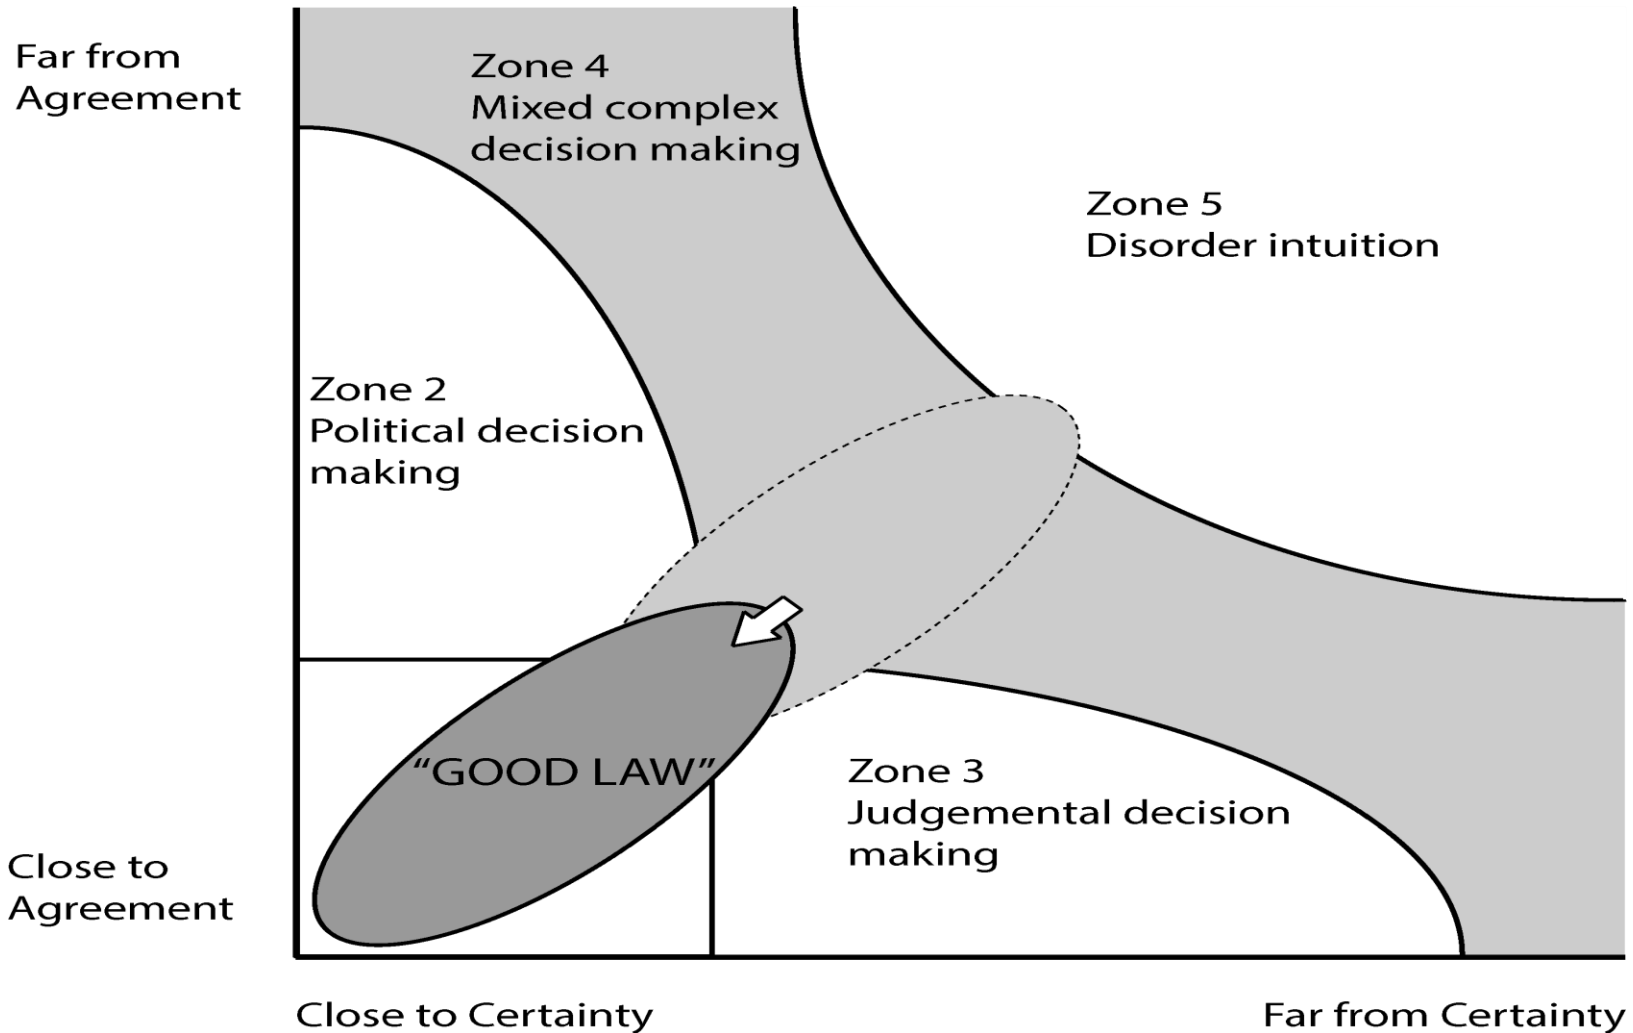 Far from
Agreement
Zone 4
Mixed complex
decision making
Zone 5
Disorder intuition
Zone 2
Political decision
making
“GOOD LAW”
Zone 3
Judgemental decision
making
Close to
Agreement
Close to Certainty
Far from Certainty